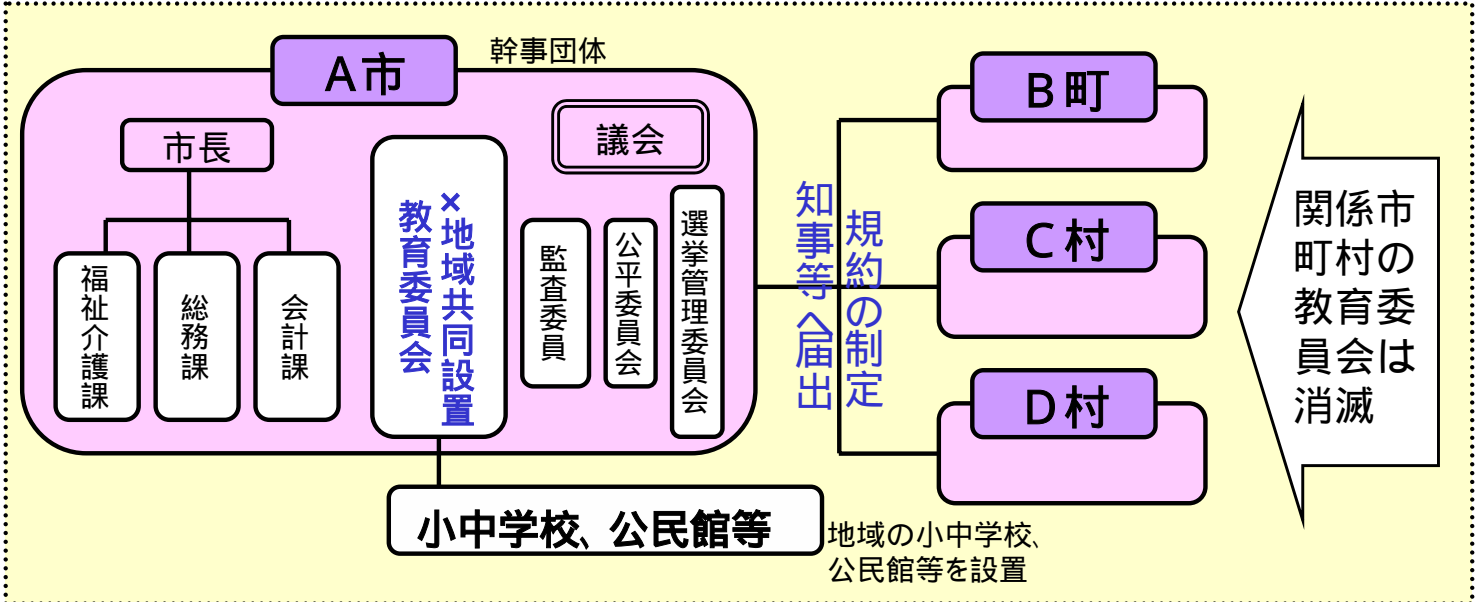 A市
幹事団体
市長
議会
福祉介護課
総務課
会計課
×地域共同設置
教育委員会
監査委員
公平委員会
選挙管理委員会
小中学校、公民館等
地域の小中学校、
公民館等を設置
規約の制定
知事等へ届出
B町
C村
D村
関係市
町村の
教育委
員会は
消滅